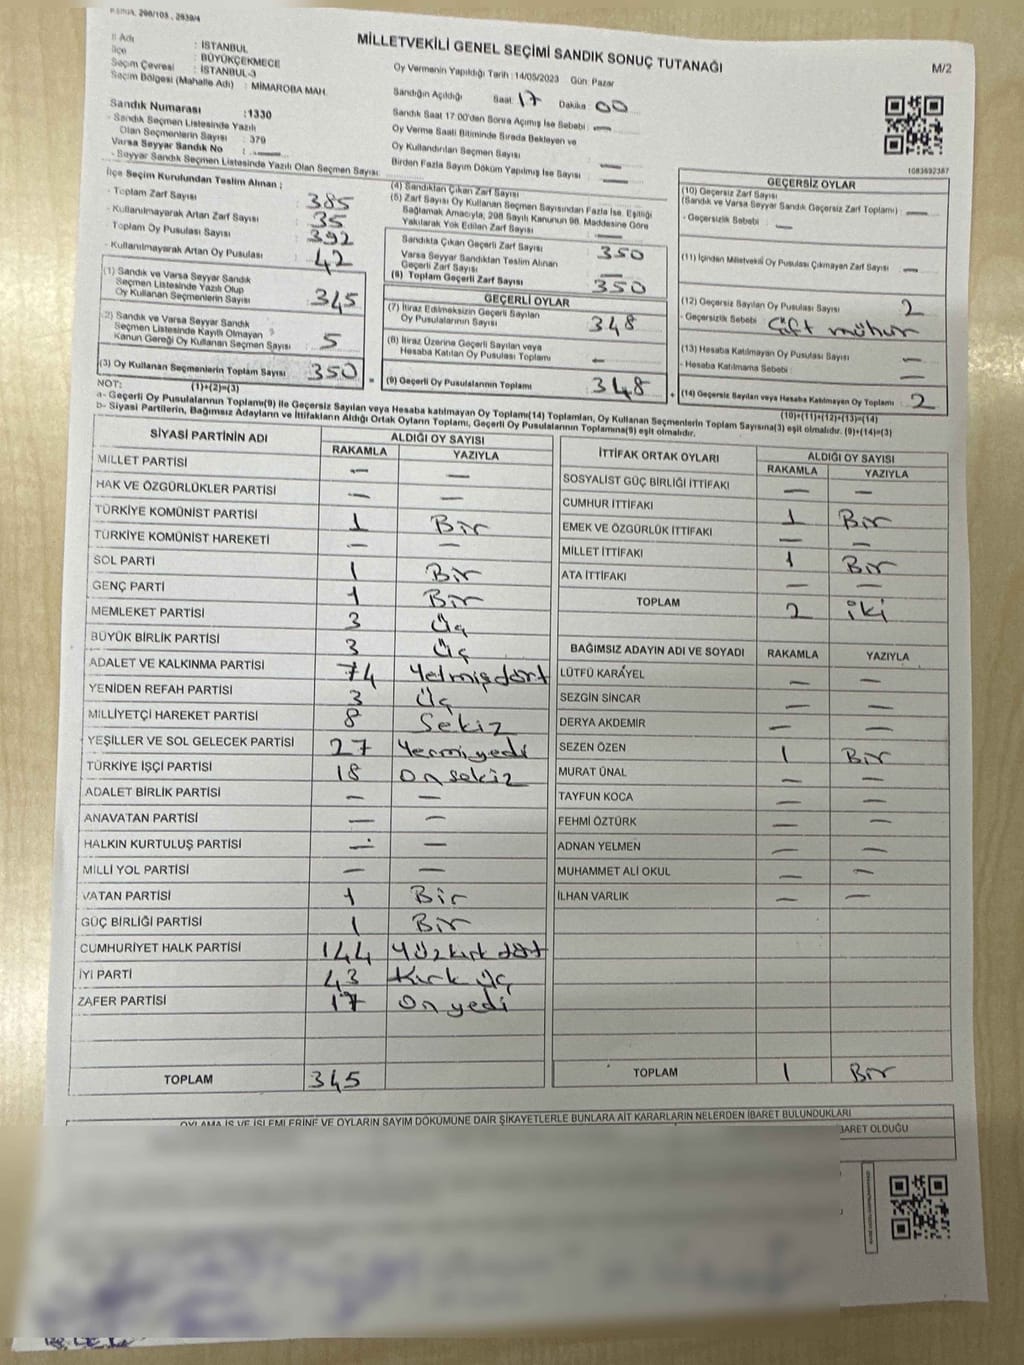 298/103 , 2839/4
MİLLETVEKİLİ GENEL SEÇİMİ SANDIK SONUÇ TUTANAĞI
M/2
İl Adı : İSTANBUL
İlçe : BÜYÜKÇEKMECE
Seçim Çevresi : İSTANBUL-3
Seçim Bölgesi (Mahalle Adı) : MİMAROBA MAH.
Oy Vermenin Yapıldığı Tarih : 14/05/2023 Gün: Pazar
Sandığın Açıldığı Saat: 17 Dakika 00
Sandık Saat 17:00'den Sonra Açımış İse Sebebi : —
Oy Verme Saati Bitiminde Sırada Bekleyen ve
Oy Kullandırılan Seçmen Sayısı —
Birden Fazla Sayım Döküm Yapılmış İse Sayısı —
Sandık Numarası :1330
- Sandık Seçmen Listesinde Yazılı
Olan Seçmenlerin Sayısı : 379
Varsa Seyyar Sandık No : —
- Seyyar Sandık Seçmen Listesinde Yazılı Olan Seçmen Sayısı:
1083692387
İlçe Seçim Kurulundan Teslim Alınan ;
- Toplam Zarf Sayısı : 385
- Kullanılmayarak Artan Zarf Sayısı : 35
Toplam Oy Pusulası Sayısı : 392
- Kullanılmayarak Artan Oy Pusulası : 42
(1) Sandık ve Varsa Seyyar Sandık
Seçmen Listesinde Yazılı Olup
Oy Kullanan Seçmenlerin Sayısı : 345
(2) Sandık ve Varsa Seyyar Sandık
Seçmen Listesinde Kayıtlı Olmayan
Kanun Gereği Oy Kullanan Seçmen Sayısı : 5
(3) Oy Kullanan Seçmenlerin Toplam Sayısı 350
(1)+(2)=(3)
(4) Sandıktan Çıkan Zarf Sayısı
(5) Zarf Sayısı Oy Kullanan Seçmen Sayısından Fazla İse, Eşitliği
Sağlamak Amacıyla; 298 Sayılı Kanunun 98. Maddesine Göre
Yakılarak Yok Edilen Zarf Sayısı : —
Sandıkta Çıkan Geçerli Zarf Sayısı 350
Varsa Seyyar Sandıktan Teslim Alınan
Geçerli Zarf Sayısı —
(6) Toplam Geçerli Zarf Sayısı 350
GEÇERLİ OYLAR
(7) İtiraz Edilmeksizin Geçerli Sayılan
Oy Pusulalarının Sayısı 348
(8) İtiraz Üzerine Geçerli Sayılan veya
Hesaba Katılan Oy Pusulası Toplamı —
= (9) Geçerli Oy Pusulalarının Toplamı 348 +
GEÇERSİZ OYLAR
(10) Geçersiz Zarf Sayısı
(Sandık ve Varsa Seyyar Sandık Geçersiz Zarf Toplamı) : —
- Geçersizlik Sebebi : —
(11) İçinden Milletvekili Oy Pusulası Çıkmayan Zarf Sayısı : —
(12) Geçersiz Sayılan Oy Pusulası Sayısı : 2
- Geçersizlik Sebebi : Çift mühür
(13) Hesaba Katılmayan Oy Pusulası Sayısı —
- Hesaba Katılmama Sebebi : —
(14) Geçersiz Sayılan veya Hesaba Katılmayan Oy Toplamı : 2
(10)+(11)+(12)+(13)=(14)
NOT:
a- Geçerli Oy Pusulalarının Toplamı(9) ile Geçersiz Sayılan veya Hesaba katılmayan Oy Toplamı(14) Toplamları, Oy Kullanan Seçmenlerin Toplam Sayısına(3) eşit olmalıdır. (9)+(14)=(3)
b- Siyasi Partilerin, Bağımsız Adayların ve İttifakların Aldığı Ortak Oyların Toplamı, Geçerli Oy Pusulalarının Toplamına(9) eşit olmalıdır.
SİYASİ PARTİNİN ADI ALDIĞI OY SAYISI
RAKAMLA YAZIYLA
MİLLET PARTİSİ — —
HAK VE ÖZGÜRLÜKLER PARTİSİ — —
TÜRKİYE KOMÜNİST PARTİSİ 1 Bir
TÜRKİYE KOMÜNİST HAREKETİ — —
SOL PARTİ 1 Bir
GENÇ PARTİ 1 Bir
MEMLEKET PARTİSİ 3 Üç
BÜYÜK BİRLİK PARTİSİ 3 Üç
ADALET VE KALKINMA PARTİSİ 74 Yetmişdört
YENİDEN REFAH PARTİSİ 3 Üç
MİLLİYETÇİ HAREKET PARTİSİ 8 Sekiz
YEŞİLLER VE SOL GELECEK PARTİSİ 27 Yermiyedi
TÜRKİYE İŞÇİ PARTİSİ 18 Onsekiz
ADALET BİRLİK PARTİSİ — —
ANAVATAN PARTİSİ — —
HALKIN KURTULUŞ PARTİSİ — —
MİLLİ YOL PARTİSİ — —
VATAN PARTİSİ 1 Bir
GÜÇ BİRLİĞİ PARTİSİ 1 Bir
CUMHURİYET HALK PARTİSİ 144 Yüzkırk dört
İYİ PARTİ 43 Kırk üç
ZAFER PARTİSİ 17 On yedi
TOPLAM 345
İTTİFAK ORTAK OYLARI ALDIĞI OY SAYISI
RAKAMLA YAZIYLA
SOSYALİST GÜÇ BİRLİĞİ İTTİFAKI — —
CUMHUR İTTİFAKI 1 Bir
EMEK VE ÖZGÜRLÜK İTTİFAKI — —
MİLLET İTTİFAKI 1 Bir
ATA İTTİFAKI — —
TOPLAM 2 iki
BAĞIMSIZ ADAYIN ADI VE SOYADI RAKAMLA YAZIYLA
LÜTFÜ KARAYEL — —
SEZGİN SİNCAR — —
DERYA AKDEMİR — —
SEZEN ÖZEN 1 Bir
MURAT ÜNAL — —
TAYFUN KOCA — —
FEHMİ ÖZTÜRK — —
ADNAN YELMEN — —
MUHAMMET ALİ OKUL — —
İLHAN VARLIK — —
TOPLAM 1 Bir
OYLAMA İŞ VE İŞLEMLERİNE VE OYLARIN SAYIM DÖKÜMÜNE DAİR ŞİKAYETLERLE BUNLARA AİT KARARLARIN NELERDEN İBARET BULUNDUKLARI
İBARET OLDUĞU